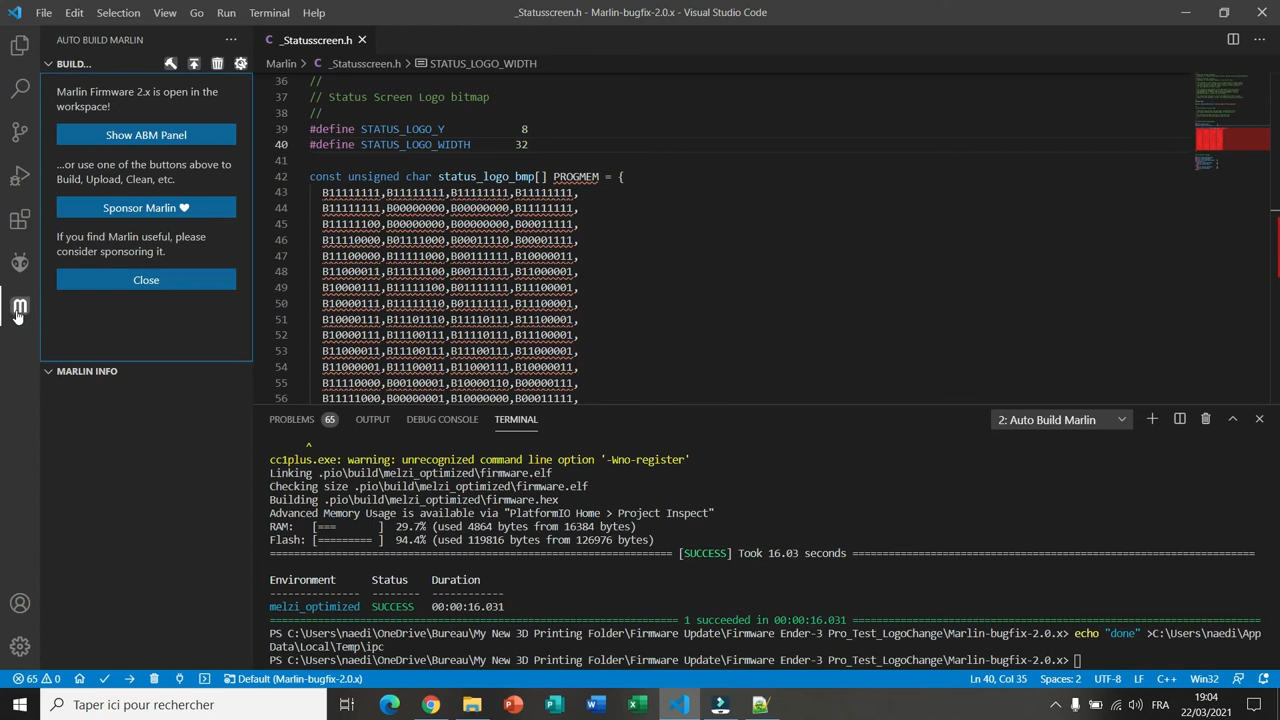 File Edit Selection View Go Run Terminal Help
_Statusscreen.h - Marlin-bugfix-2.0.x - Visual Studio Code
AUTO BUILD MARLIN
BUILD...
Marlin Firmware 2.x is open in the
workspace!
Show ABM Panel
...or use one of the buttons above to
Build, Upload, Clean, etc.
Sponsor Marlin ♥
If you find Marlin useful, please
consider sponsoring it.
Close
MARLIN INFO
_Statusscreen.h
Marlin > _Statusscreen.h > STATUS_LOGO_WIDTH
36 //
37 // Status Screen Logo bitmap
38 //
39 #define STATUS_LOGO_Y 8
40 #define STATUS_LOGO_WIDTH 32
41
42 const unsigned char status_logo_bmp[] PROGMEM = {
43 B11111111,B11111111,B11111111,B11111111,
44 B11111111,B00000000,B00000000,B11111111,
45 B11111100,B00000000,B00000000,B00011111,
46 B11110000,B01111000,B00011110,B00001111,
47 B11100000,B11111000,B00111111,B10000011,
48 B11000011,B11111100,B00111111,B11000001,
49 B10000111,B11111100,B00111111,B11100001,
50 B10000111,B11111110,B01111111,B11100001,
51 B10000111,B11101110,B01110111,B11100001,
52 B10000111,B11100111,B11110111,B11100001,
53 B11000011,B11100111,B11100111,B11000001,
54 B11000001,B11100011,B11100111,B10000011,
55 B11110000,B00100001,B10000110,B00000111,
56 B11111000,B00000001,B10000000,B00011111,
PROBLEMS 65 OUTPUT DEBUG CONSOLE TERMINAL
2: Auto Build Marlin
^
cc1plus.exe: warning: unrecognized command line option '-Wno-register'
Linking .pio\build\melzi_optimized\firmware.elf
Checking size .pio\build\melzi_optimized\firmware.elf
Building .pio\build\melzi_optimized\firmware.hex
Advanced Memory Usage is available via "PlatformIO Home > Project Inspect"
RAM: [=== ] 29.7% (used 4864 bytes from 16384 bytes)
Flash: [========= ] 94.4% (used 119816 bytes from 126976 bytes)
[SUCCESS] Took 16.03 seconds
Environment Status Duration
melzi_optimized SUCCESS 00:00:16.031
1 succeeded in 00:00:16.031
PS C:\Users\naedi\OneDrive\Bureau\My New 3D Printing Folder\Firmware Update\Firmware Ender-3 Pro_Test_LogoChange\Marlin-bugfix-2.0.x> echo "done" >C:\Users\naedi\App
Data\Local\Temp\ipc
PS C:\Users\naedi\OneDrive\Bureau\My New 3D Printing Folder\Firmware Update\Firmware Ender-3 Pro_Test_LogoChange\Marlin-bugfix-2.0.x>
65 0 Default (Marlin-bugfix-2.0.x)
Ln 40, Col 35 Spaces: 2 UTF-8 LF C++ Win32
Taper ici pour rechercher
FRA
19:04
22/03/2021